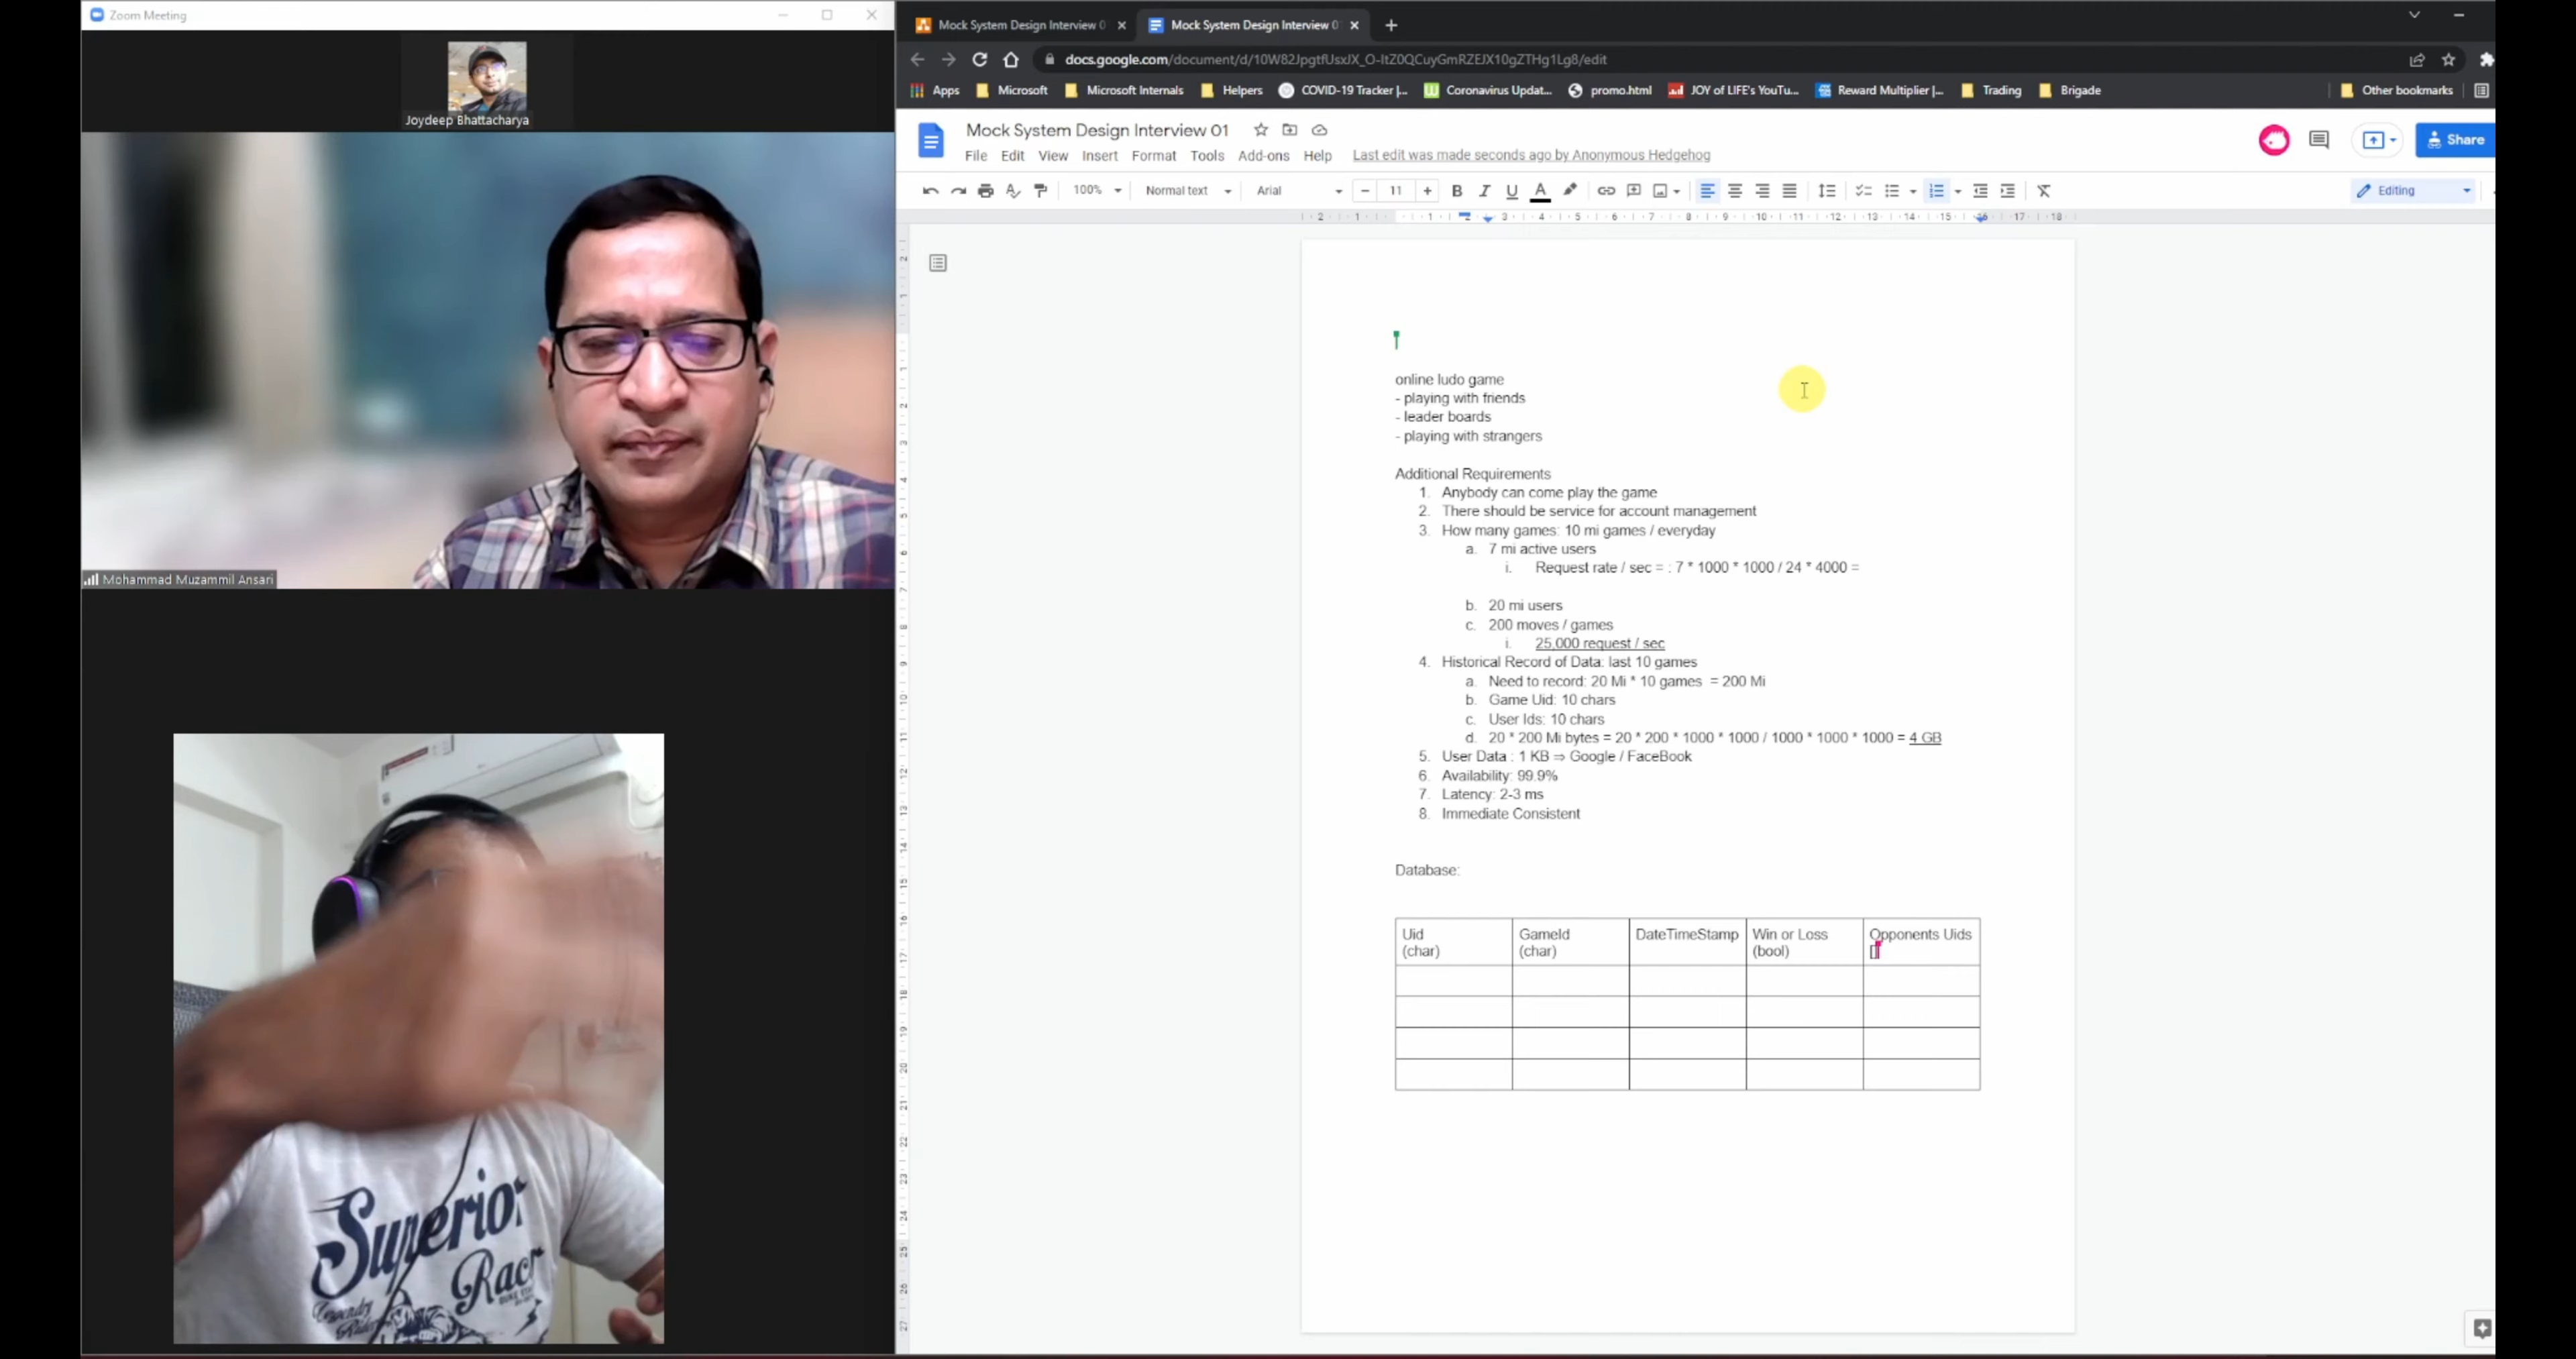 Zoom Meeting
Joydeep Bhattacharya
Mohammad Muzammil Ansari
Superior
Racr
Mock System Design Interview 0
Mock System Design Interview 0
docs.google.com/document/d/10W82JpgtfUsxJX_O-ItZ0QCuyGmRZEJX10gZTHg1Lg8/edit
Apps Microsoft Microsoft Internals Helpers COVID-19 Tracker |... Coronavirus Updat... promo.html JOY of LIFE's YouTu... Reward Multiplier |... Trading Brigade Other bookmarks
Mock System Design Interview 01
File Edit View Insert Format Tools Add-ons Help Last edit was made seconds ago by Anonymous Hedgehog
Share
100% Normal text Arial 11 B I U A Editing
online ludo game
- playing with friends
- leader boards
- playing with strangers
Additional Requirements
1. Anybody can come play the game
2. There should be service for account management
3. How many games: 10 mi games / everyday
a. 7 mi active users
i. Request rate / sec = : 7 * 1000 * 1000 / 24 * 4000 =
b. 20 mi users
c. 200 moves / games
i. 25,000 request / sec
4. Historical Record of Data: last 10 games
a. Need to record: 20 Mi * 10 games = 200 Mi
b. Game Uid: 10 chars
c. User Ids: 10 chars
d. 20 * 200 Mi bytes = 20 * 200 * 1000 * 1000 / 1000 * 1000 * 1000 = 4 GB
5. User Data : 1 KB ⇒ Google / FaceBook
6. Availability: 99.9%
7. Latency: 2-3 ms
8. Immediate Consistent
Database:
Uid GameId DateTimeStamp Win or Loss Opponents Uids
(char) (char) (bool) []